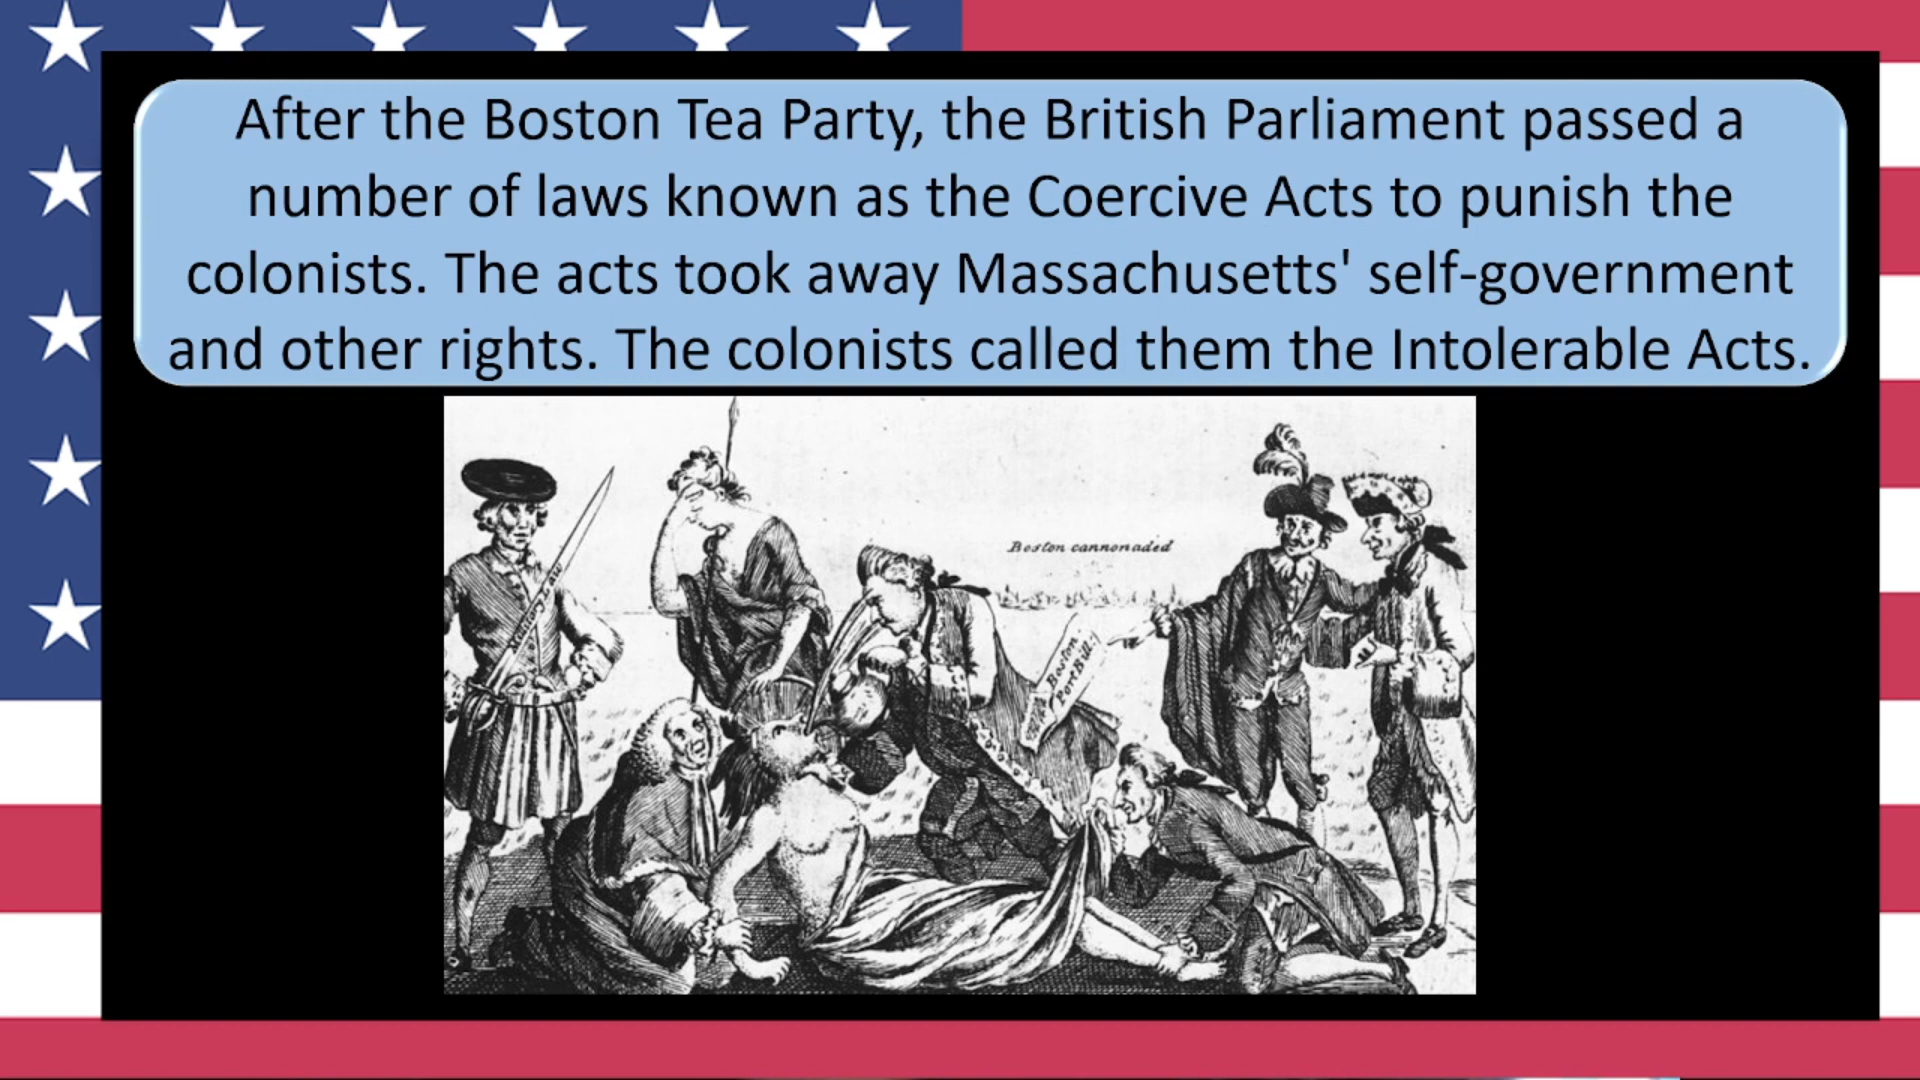 After the Boston Tea Party, the British Parliament passed a
number of laws known as the Coercive Acts to punish the
colonists. The acts took away Massachusetts' self-government
and other rights. The colonists called them the Intolerable Acts.
Boston cannonaded
Military Law
Boston
Port Bill.